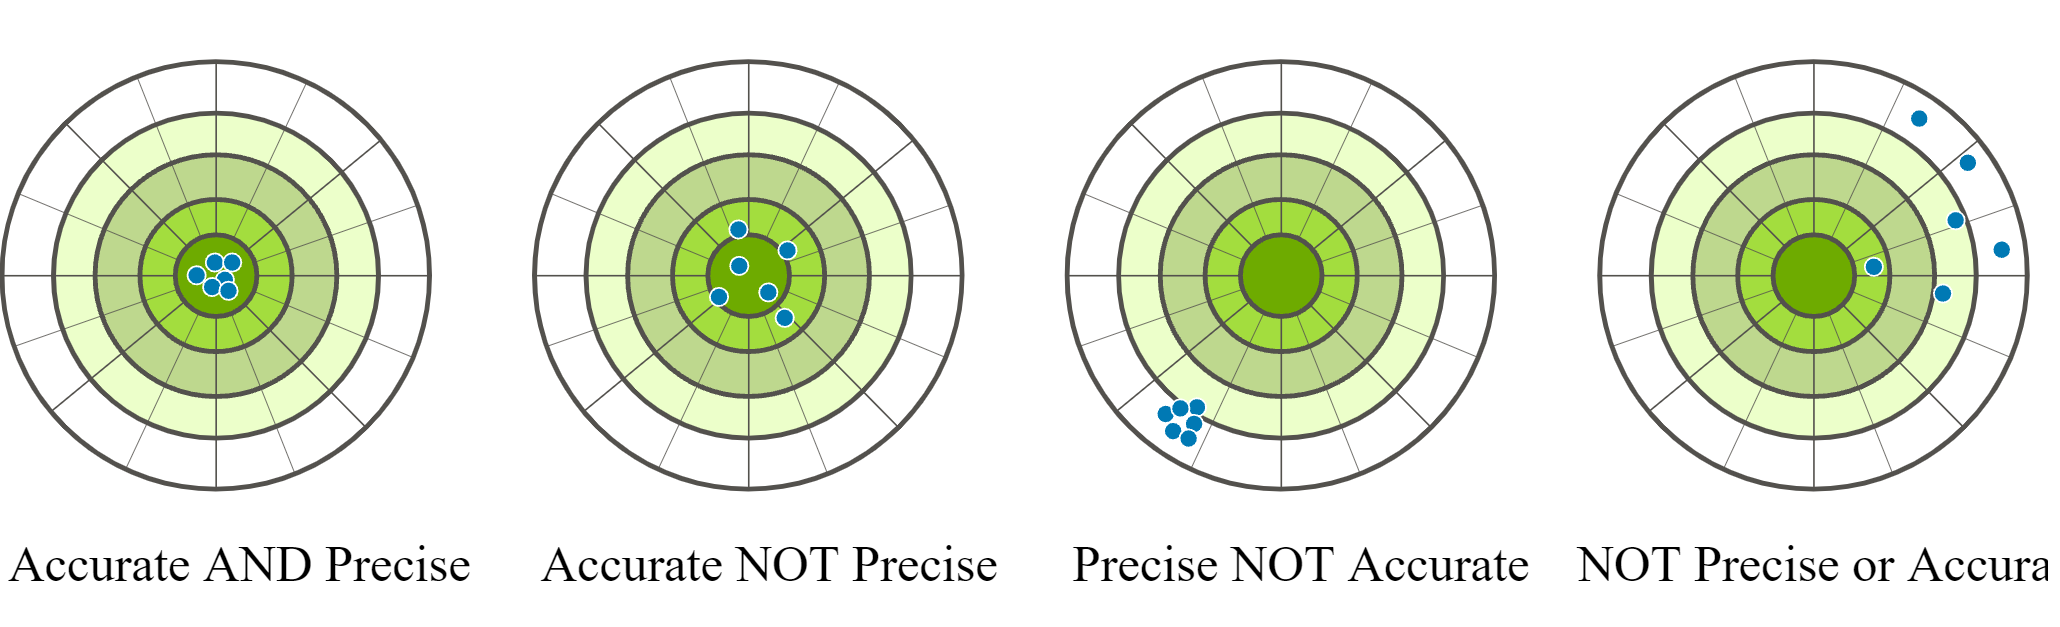 Accurate AND Precise
Accurate NOT Precise
Precise NOT Accurate
NOT Precise or Accura